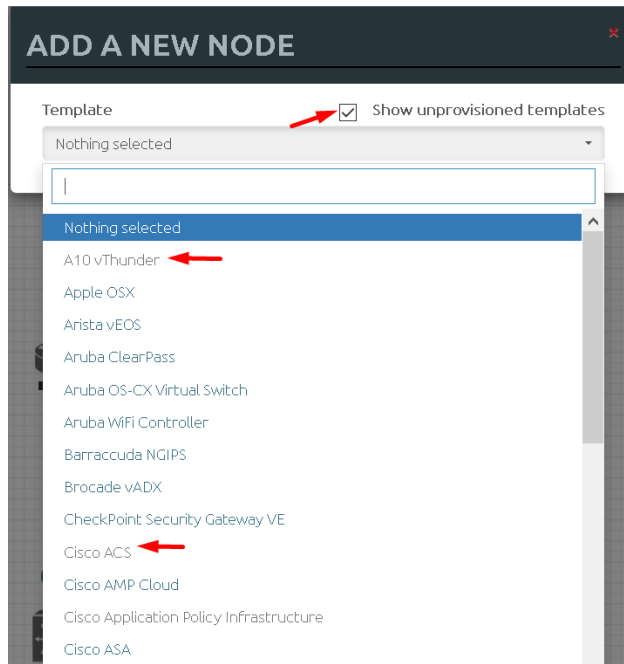 ADD A NEW NODE
Template
Show unprovisioned templates
Nothing selected
Nothing selected
A10 vThunder
Apple OSX
Arista vEOS
Aruba ClearPass
Aruba OS-CX Virtual Switch
Aruba WiFi Controller
Barraccuda NGIPS
Brocade vADX
CheckPoint Security Gateway VE
Cisco ACS
Cisco AMP Cloud
Cisco Application Policy Infrastructure
Cisco ASA